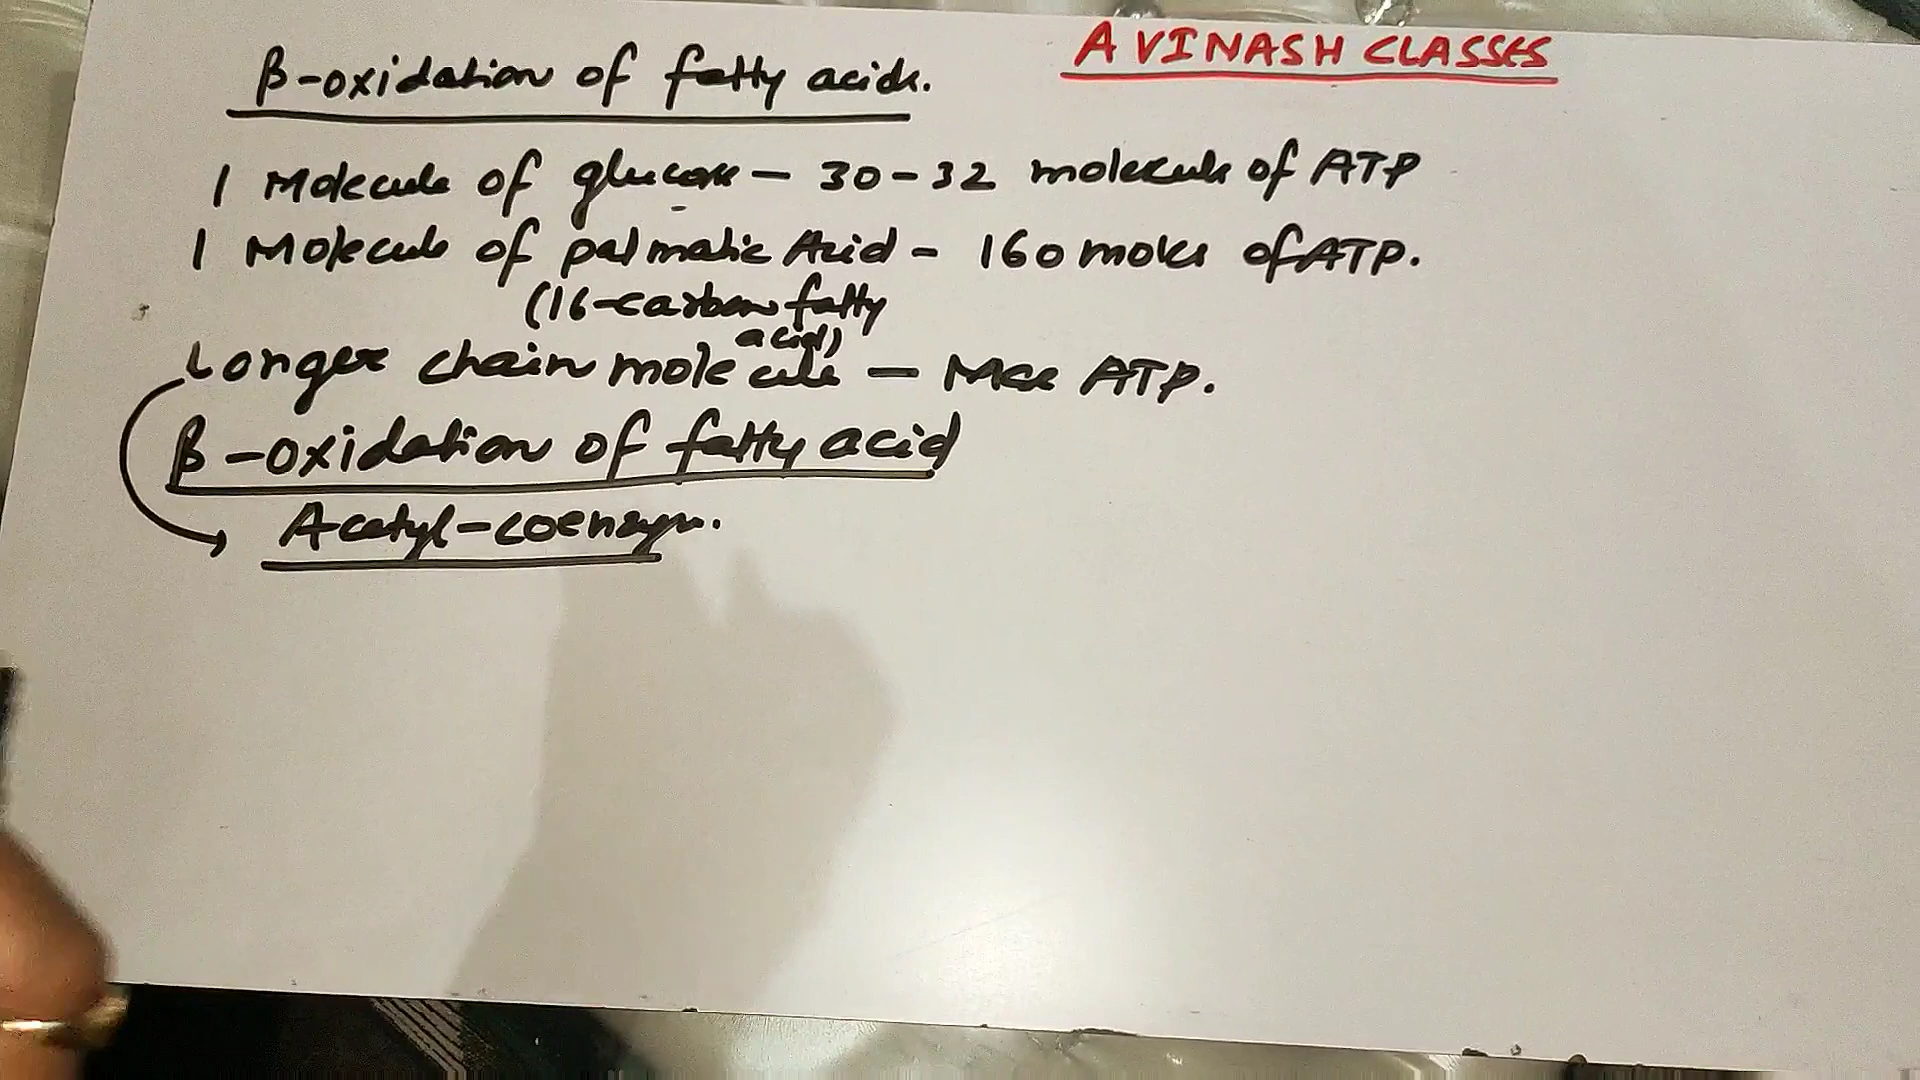 β-oxidation of fatty acids.
AVINASH CLASSES
1 Molecule of glucose - 30-32 molecule of ATP
1 Molecule of palmatic Acid - 160 moles of ATP.
(16-carbon fatty
acid)
Longer chain molecule - ATP.
β-oxidation of fatty acid
Acetyl-coenzym.